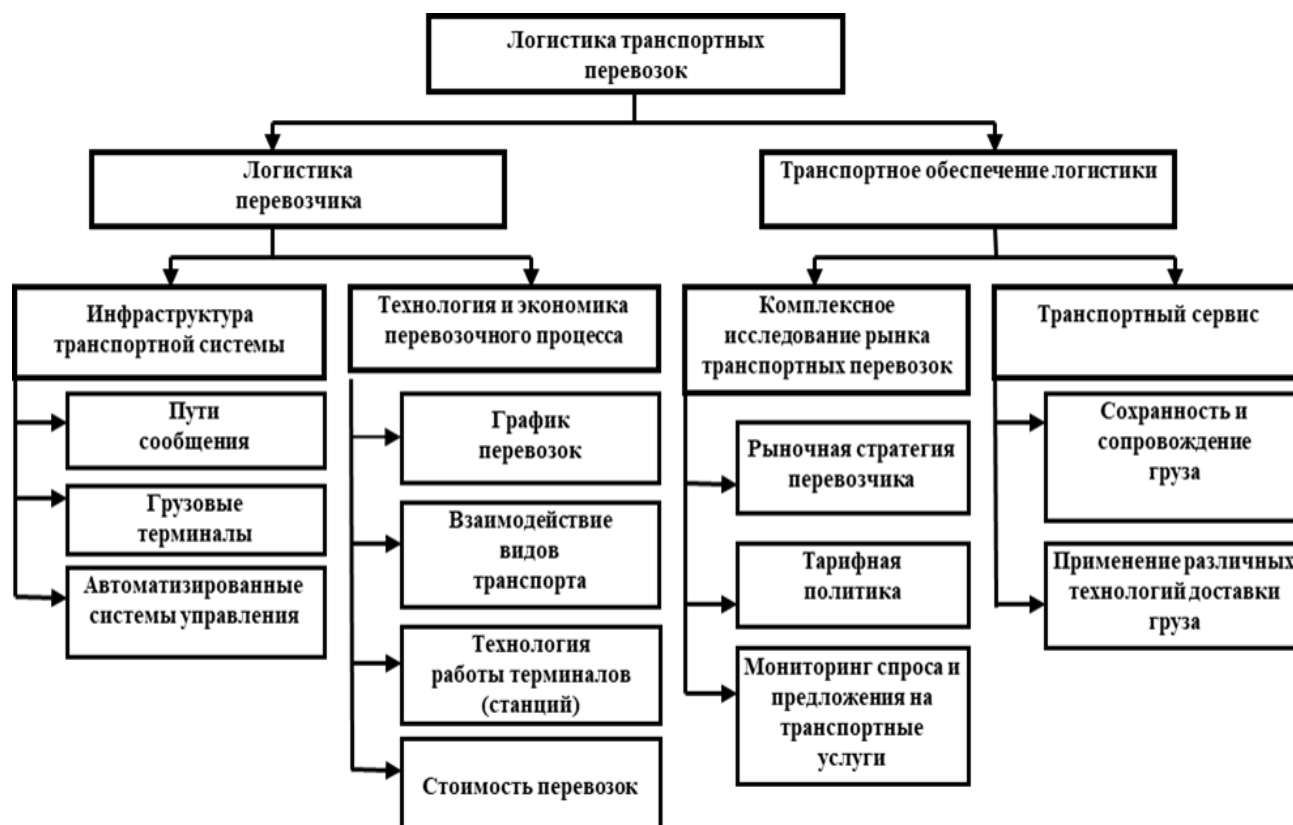 Логистика транспортных
перевозок
Логистика
перевозчика
Транспортное обеспечение логистики
Инфраструктура
транспортной системы
Технология и экономика
перевозочного процесса
Комплексное
исследование рынка
транспортных перевозок
Транспортный сервис
Пути
сообщения
Грузовые
терминалы
Автоматизированные
системы управления
График
перевозок
Взаимодействие
видов
транспорта
Технология
работы терминалов
(станций)
Стоимость перевозок
Рыночная стратегия
перевозчика
Тарифная
политика
Мониторинг спроса и
предложения на
транспортные
услуги
Сохранность и
сопровождение
груза
Применение различных
технологий доставки
груза